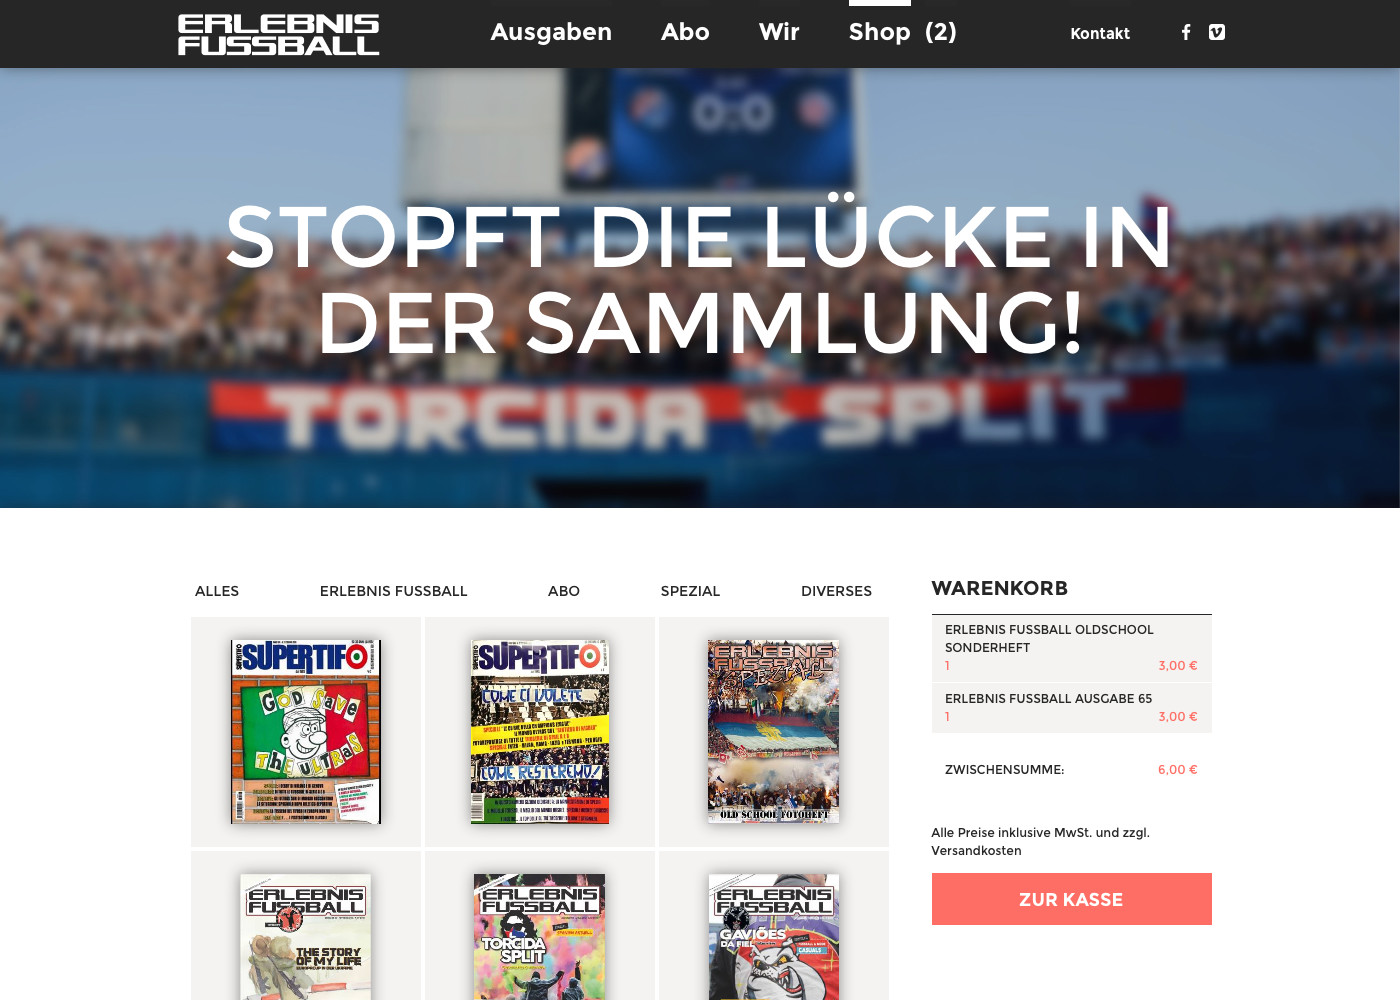 ERLEBNIS
FUSSBALL
Ausgaben Abo Wir Shop (2) Kontakt
0:0
STOPFT DIE LÜCKE IN
DER SAMMLUNG!
TORCIDA SPLIT
ALLES ERLEBNIS FUSSBALL ABO SPEZIAL DIVERSES
SUPERTIFO
GOD SAVE
THE ULTRAS
SUPERTIFO
COME CI VOLETE
COME RESTEREMO!
ERLEBNIS
FUSSBALL
SPEZIAL
OLD SCHOOL FOTOHEFT
ERLEBNIS
FUSSBALL
THE STORY
OF MY LIFE
ERLEBNIS
FUSSBALL
TORCIDA
SPLIT
ERLEBNIS
FUSSBALL
GAVIÕES
DA FIEL
CASUALS
WARENKORB
ERLEBNIS FUSSBALL OLDSCHOOL
SONDERHEFT
1 3,00 €
ERLEBNIS FUSSBALL AUSGABE 65
1 3,00 €
ZWISCHENSUMME: 6,00 €
Alle Preise inklusive MwSt. und zzgl.
Versandkosten
ZUR KASSE